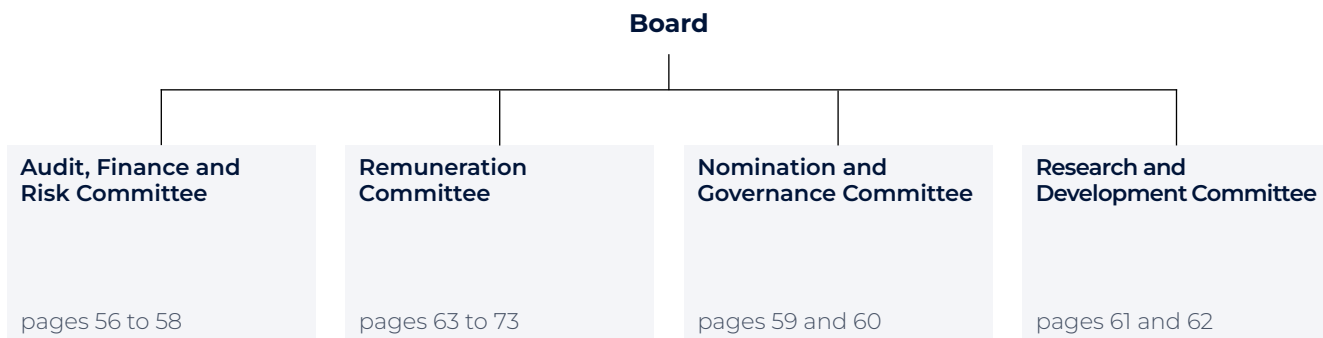 Board
Audit, Finance and
Risk Committee
pages 56 to 58
Remuneration
Committee
pages 63 to 73
Nomination and
Governance Committee
pages 59 and 60
Research and
Development Committee
pages 61 and 62